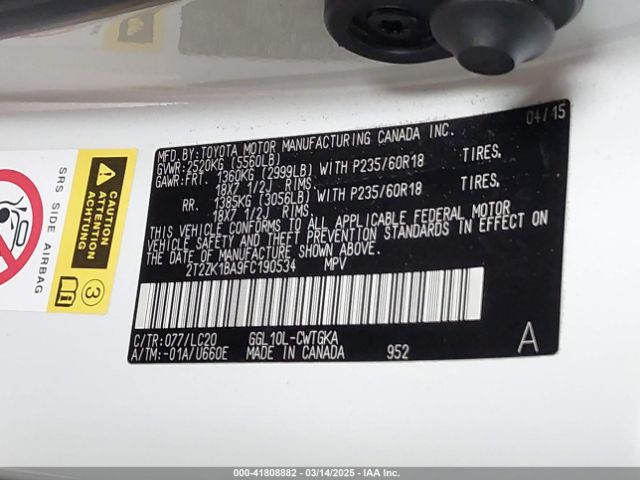 04/15
MFD. BY: TOYOTA MOTOR MANUFACTURING CANADA INC.
GVWR: 2520KG (5560LB)
GAWR: FRT. 1360KG (2999LB) WITH P235/60R18 TIRES,
18X7 1/2J RIMS.
RR. 1385KG (3056LB) WITH P235/60R18 TIRES,
18X7 1/2J RIMS
THIS VEHICLE CONFORMS TO ALL APPLICABLE FEDERAL MOTOR
VEHICLE SAFETY AND THEFT PREVENTION STANDARDS IN EFFECT ON
THE DATE OF MANUFACTURE SHOWN ABOVE.
2T2ZK1BA9FC190534 MPV
C/TR: 077/LC20 GGL10L-CWTGKA
A/TM: -01A/U660E MADE IN CANADA 952 A
SRS SIDE AIRBAG
ATTENTION
ACHTUNG
3
000-41808882 / 03/14/2025 / IAAI.CA